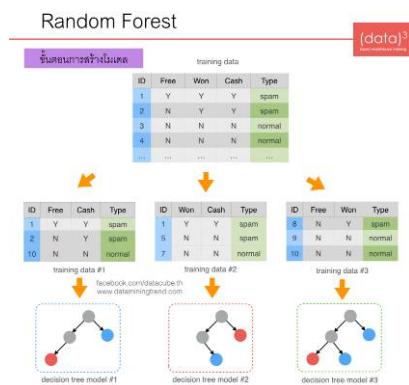 Random Forest
(data)³
ขั้นตอนการสร้างโมเดล
training data
ID Free Won Cash Type
1 Y Y Y spam
2 N Y Y spam
3 N N N normal
4 N N N normal
... ... ... ... ...
ID Free Cash Type
1 Y Y spam
2 N Y spam
10 N N normal
training data #1
ID Won Cash Type
1 Y Y spam
5 N N spam
7 N N normal
training data #2
ID Free Won Type
8 N Y spam
9 N N normal
10 N N normal
training data #3
facebook.com/datacube.th
www.dataminingtrend.com
decision tree model #1
decision tree model #2
decision tree model #3